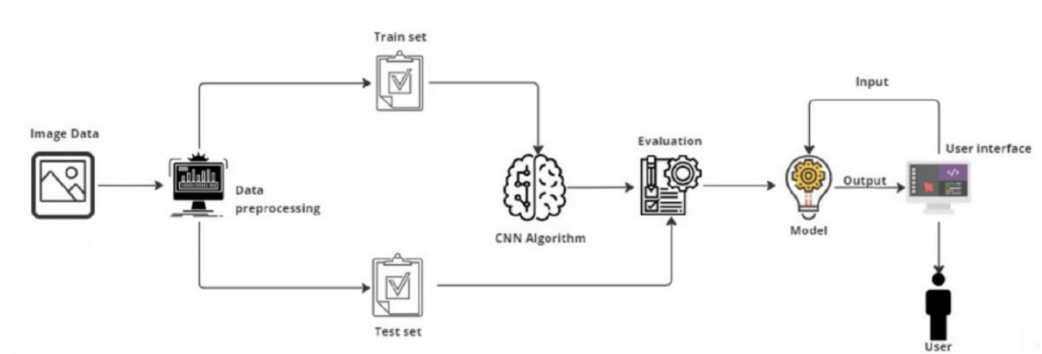 Train set
Input
Image Data
Evaluation
User interface
Data
preprocessing
Output
CNN Algorithm
Model
Test set
User